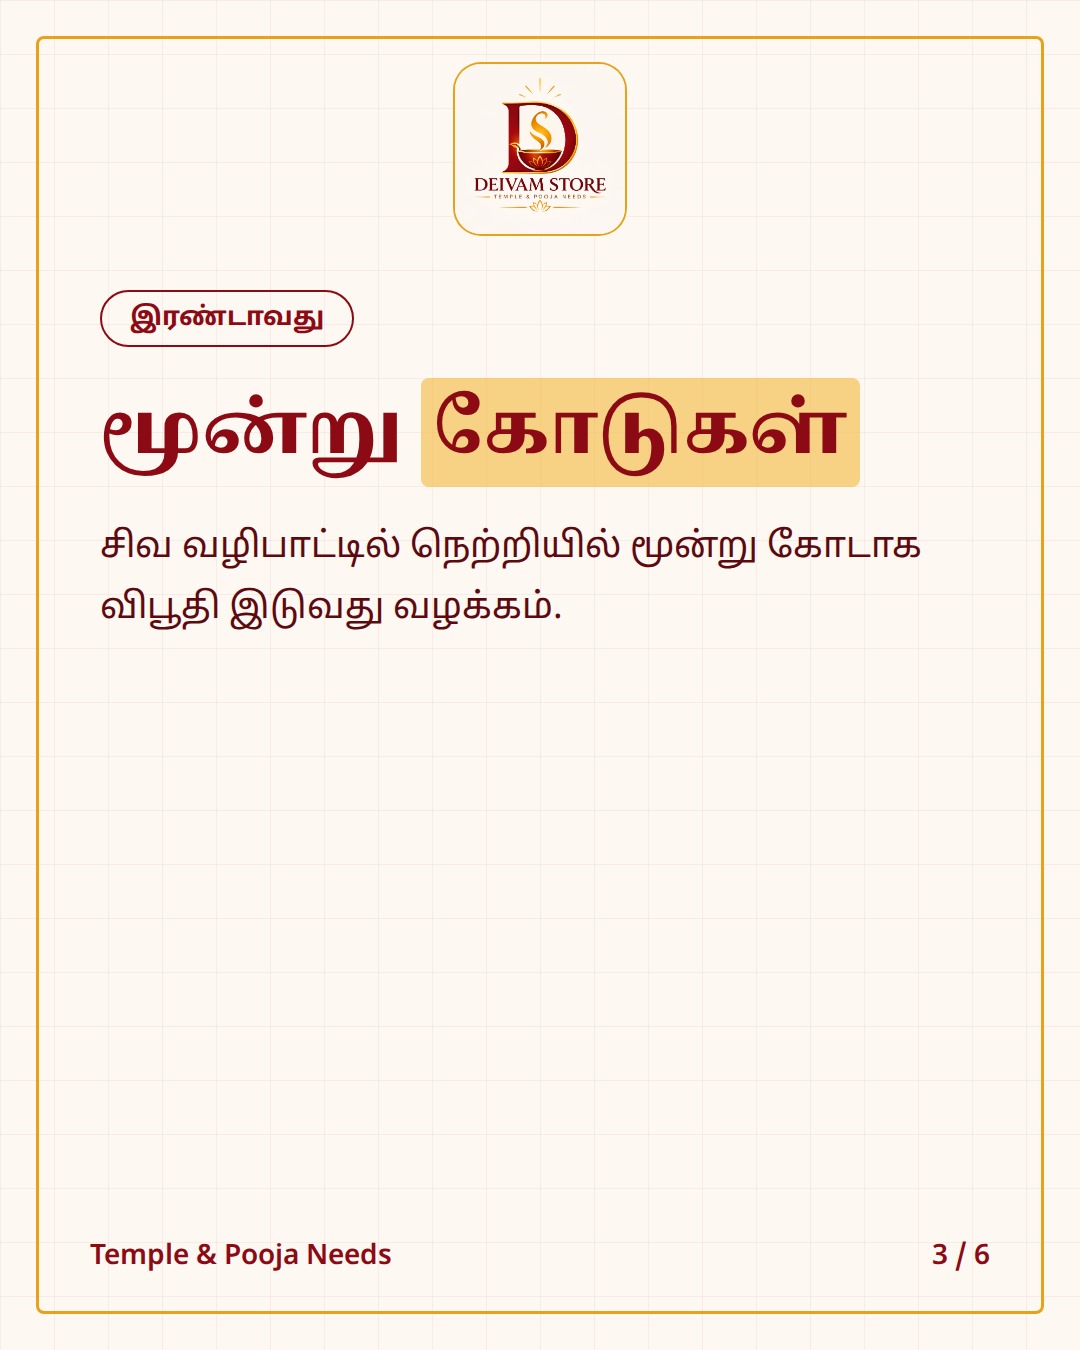 DEIVAM STORE
TEMPLE & POOJA NEEDS
இரண்டாவது
மூன்று கோடுகள்
சிவ வழிபாட்டில் நெற்றியில் மூன்று கோடாக
விபூதி இடுவது வழக்கம்.
Temple & Pooja Needs
3 / 6